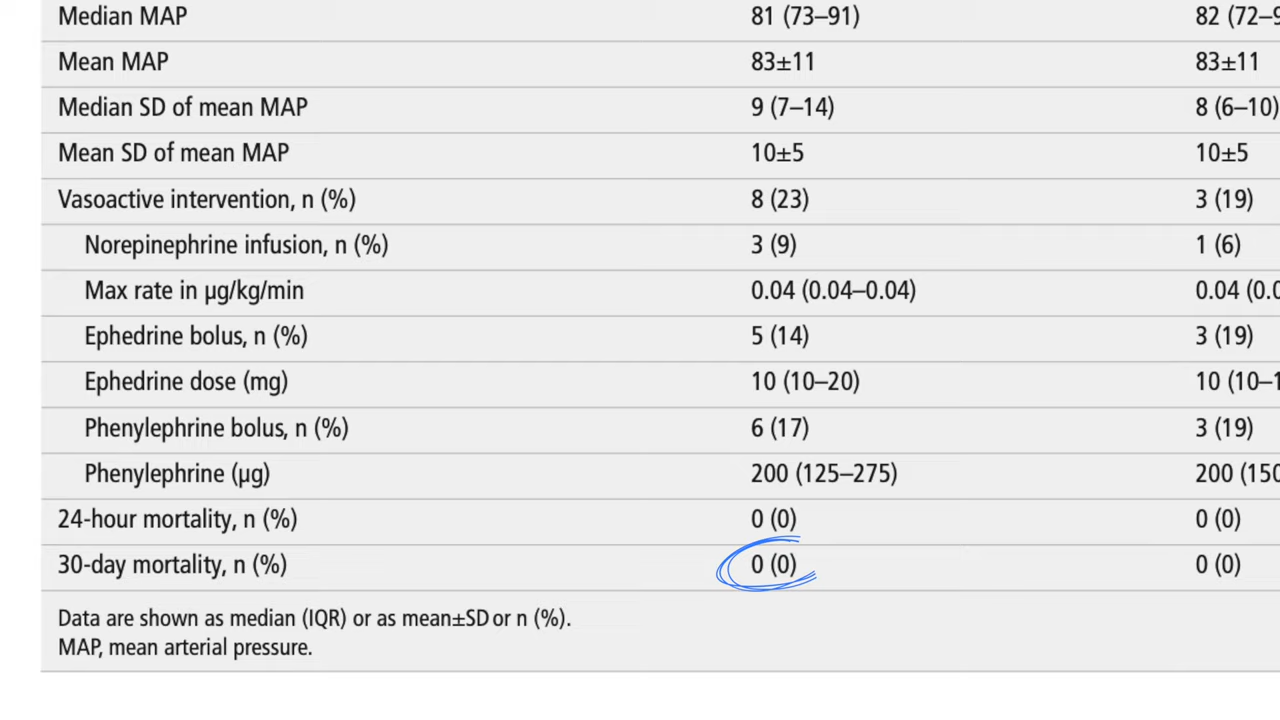 Median MAP 81 (73–91) 82 (72–9
Mean MAP 83±11 83±11
Median SD of mean MAP 9 (7–14) 8 (6–10)
Mean SD of mean MAP 10±5 10±5
Vasoactive intervention, n (%) 8 (23) 3 (19)
Norepinephrine infusion, n (%) 3 (9) 1 (6)
Max rate in µg/kg/min 0.04 (0.04–0.04) 0.04 (0.0
Ephedrine bolus, n (%) 5 (14) 3 (19)
Ephedrine dose (mg) 10 (10–20) 10 (10–1
Phenylephrine bolus, n (%) 6 (17) 3 (19)
Phenylephrine (µg) 200 (125–275) 200 (150
24-hour mortality, n (%) 0 (0) 0 (0)
30-day mortality, n (%) 0 (0) 0 (0)
Data are shown as median (IQR) or as mean±SD or n (%).
MAP, mean arterial pressure.